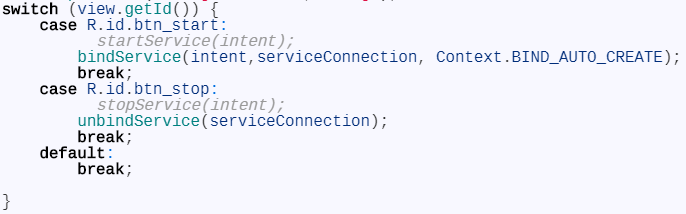 switch (view.getId()) {
case R.id.btn_start:
startService(intent);
bindService(intent,serviceConnection, Context.BIND_AUTO_CREATE);
break;
case R.id.btn_stop:
stopService(intent);
unbindService(serviceConnection);
break;
default:
break;
}